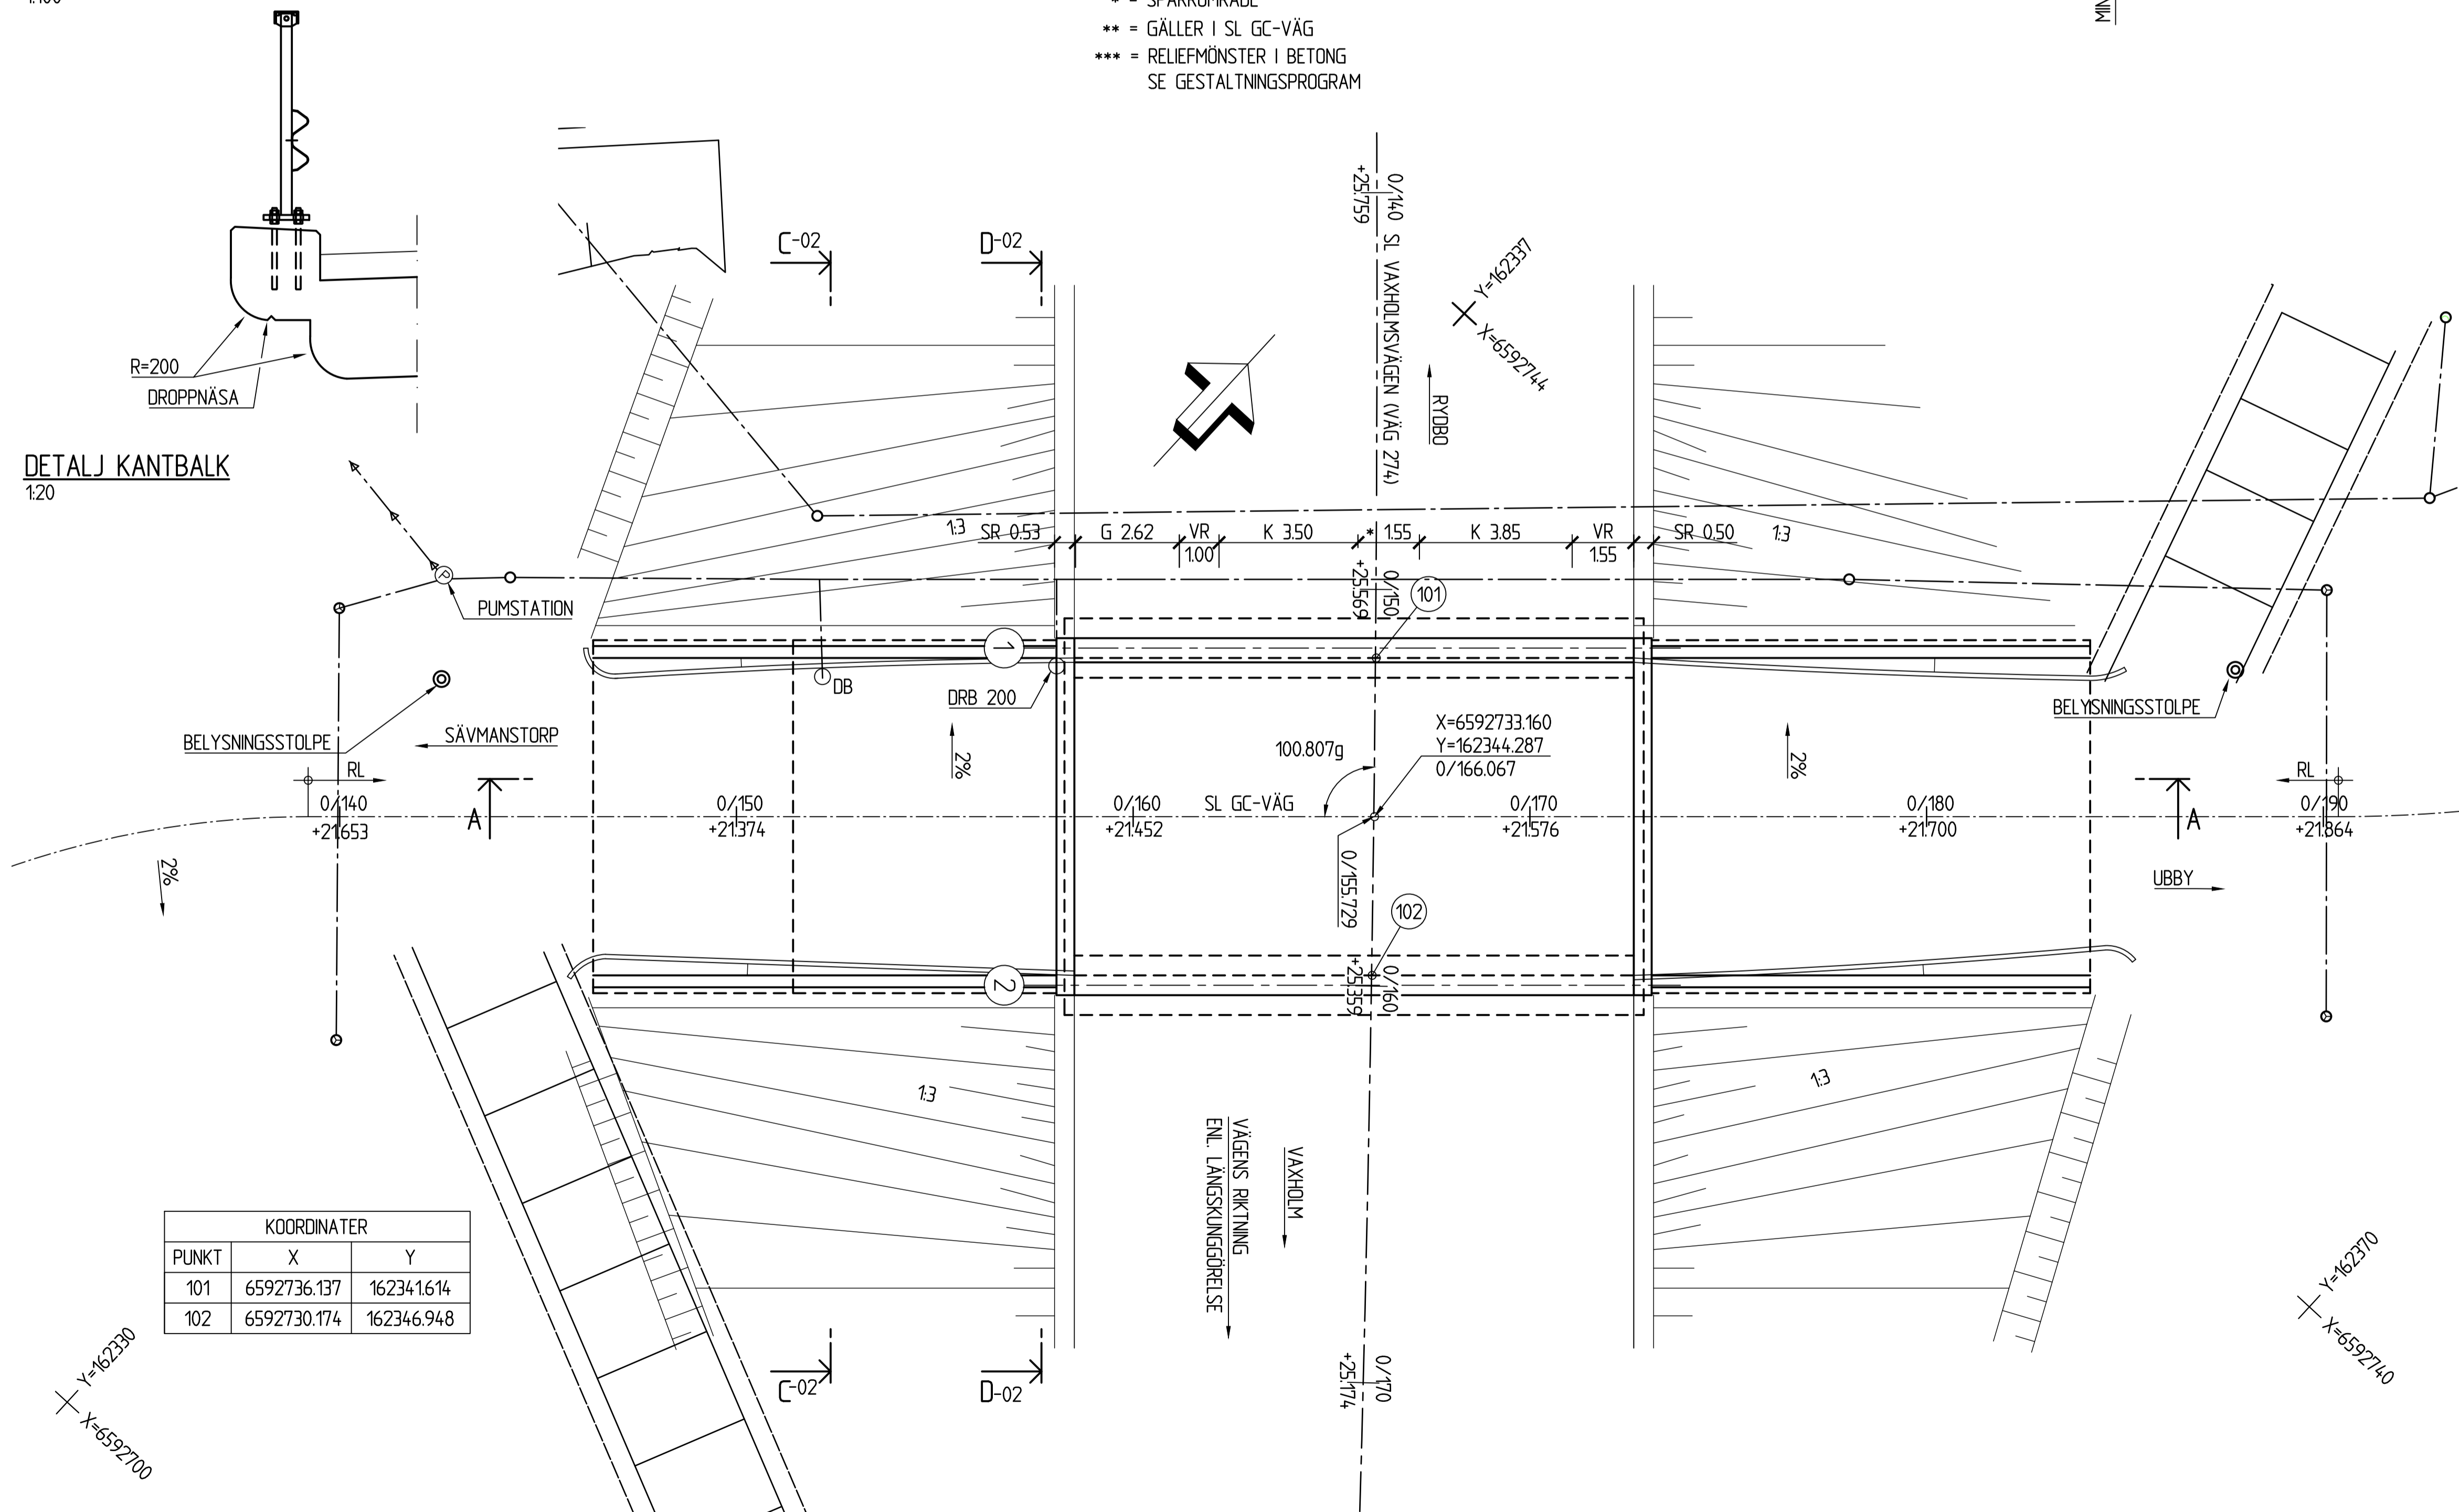 ** = GÄLLER I SL GC-VÄG
*** = RELIEFMÖNSTER I BETONG
SE GESTALTNINGSPROGRAM
R=200
DROPPNÄSA
DETALJ KANTBALK
1:20
C-02
D-02
0/140
+25.759
SL VAXHOLMSVÄGEN (VÄG 274)
RYDBO
Y=162337
X=6592744
1:3
SR 0.53
G 2.62
VR
1.00
K 3.50
* 1.55
K 3.85
VR
1.55
SR 0.50
1:3
0/150
+25.569
101
PUMSTATION
P
1
DB
DRB 200
BELYSNINGSSTOLPE
SÄVMANSTORP
BELYSNINGSSTOLPE
2%
2%
X=6592733.160
Y=162344.287
0/166.067
100.807g
RL
RL
A
A
0/140
+21.653
0/150
+21.374
0/160
+21.452
SL GC-VÄG
0/170
+21.576
0/180
+21.700
0/190
+21.864
2%
0/155.729
UBBY
102
2
0/160
+25.359
1:3
1:3
VÄGENS RIKTNING
ENL. LÄNGSKUNGGÖRELSE
VAXHOLM
KOORDINATER
PUNKT X Y
101 6592736.137 162341.614
102 6592730.174 162346.948
C-02
D-02
0/170
+25.174
Y=162330
X=6592700
Y=162370
X=6592740